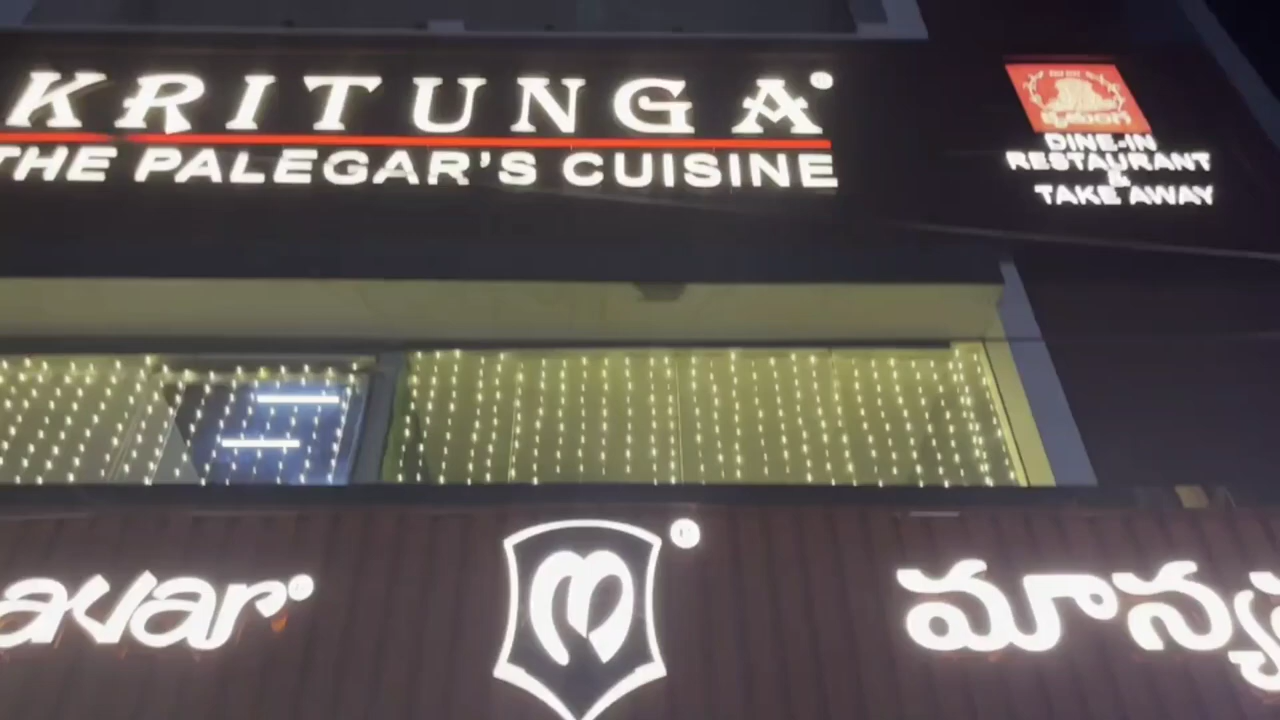 KRITUNGA®
THE PALEGAR'S CUISINE
DINE-IN
RESTAURANT
&
TAKE AWAY
avar
మాన్య